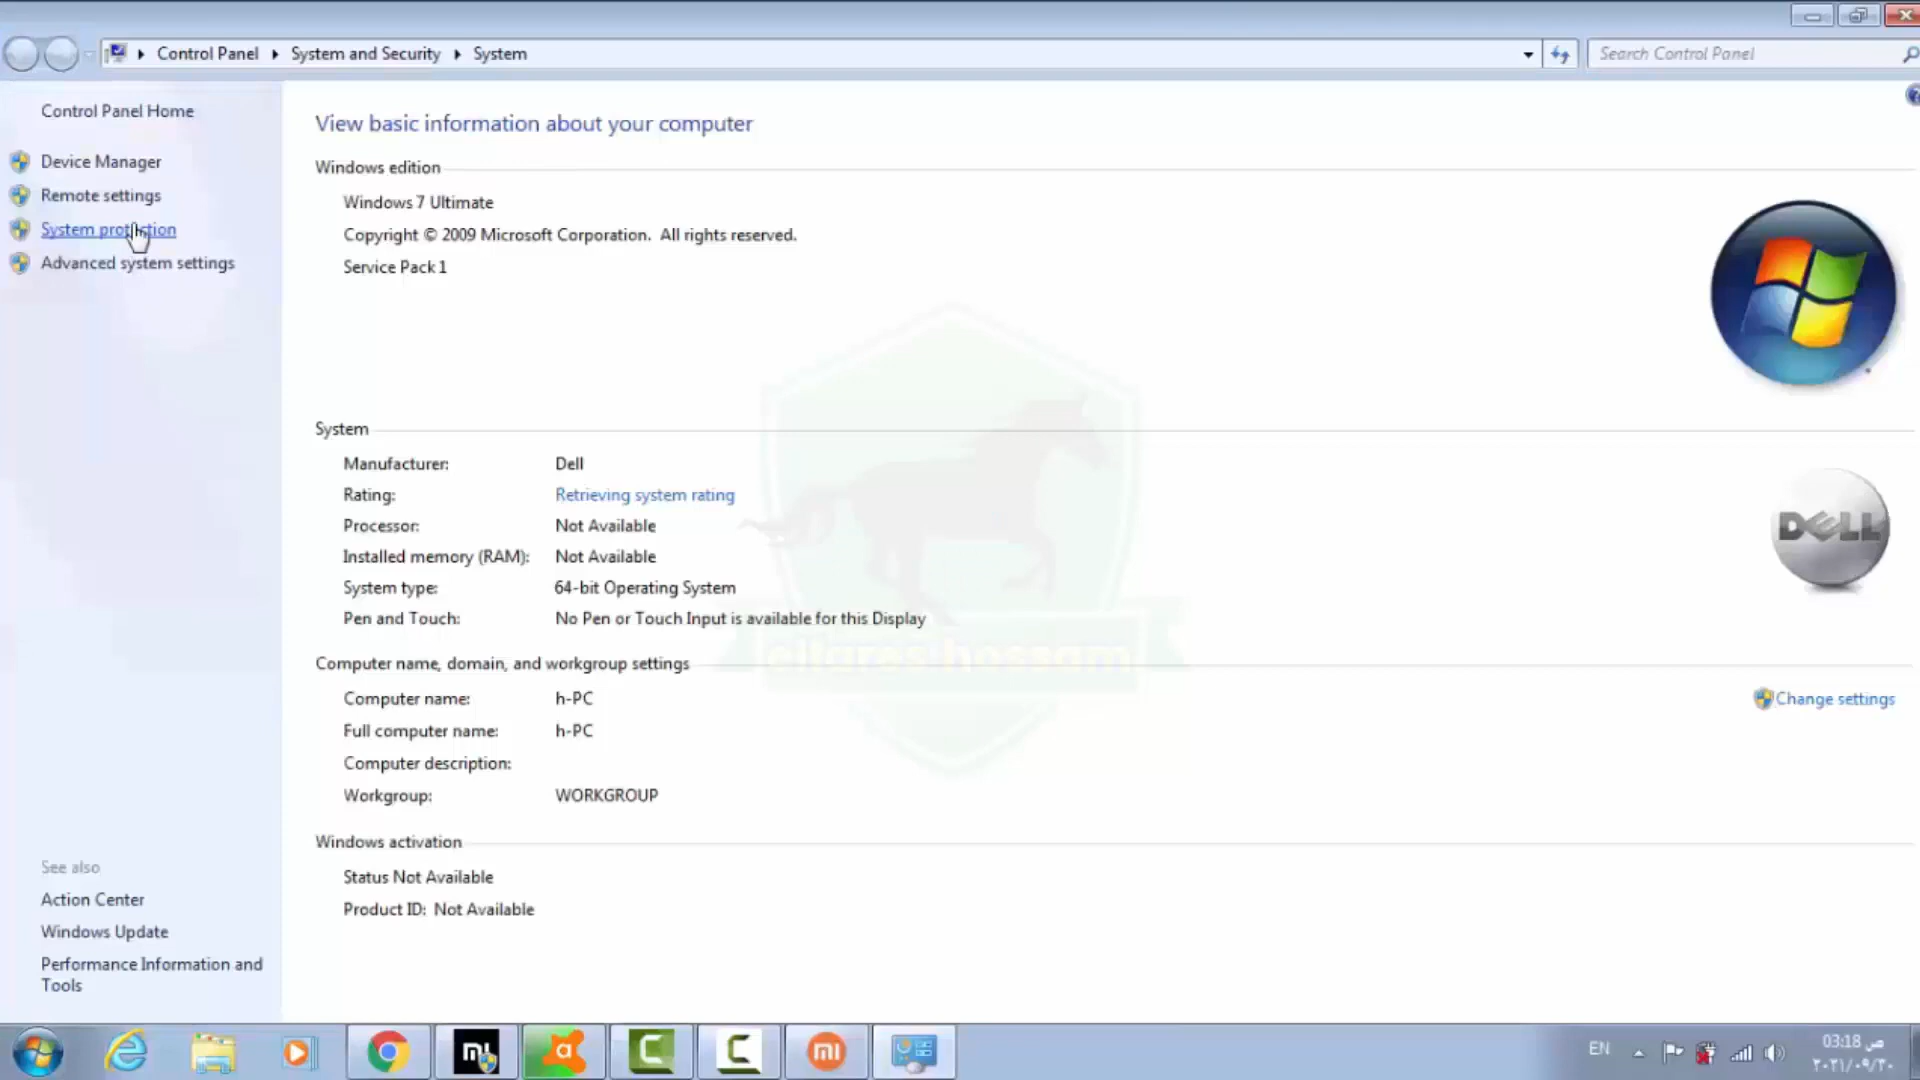 Control Panel
System and Security
System
Search Control Panel
Control Panel Home
Device Manager
Remote settings
System protection
Advanced system settings
See also
Action Center
Windows Update
Performance Information and
Tools
View basic information about your computer
Windows edition
Windows 7 Ultimate
Copyright © 2009 Microsoft Corporation. All rights reserved.
Service Pack 1
System
Manufacturer: Dell
Rating: Retrieving system rating
Processor: Not Available
Installed memory (RAM): Not Available
System type: 64-bit Operating System
Pen and Touch: No Pen or Touch Input is available for this Display
DELL
elfares hossam
Computer name, domain, and workgroup settings
Computer name: h-PC
Change settings
Full computer name: h-PC
Computer description:
Workgroup: WORKGROUP
Windows activation
Status Not Available
Product ID: Not Available
EN
03:18 ص
٢٠٢١/٠٩/٢٠